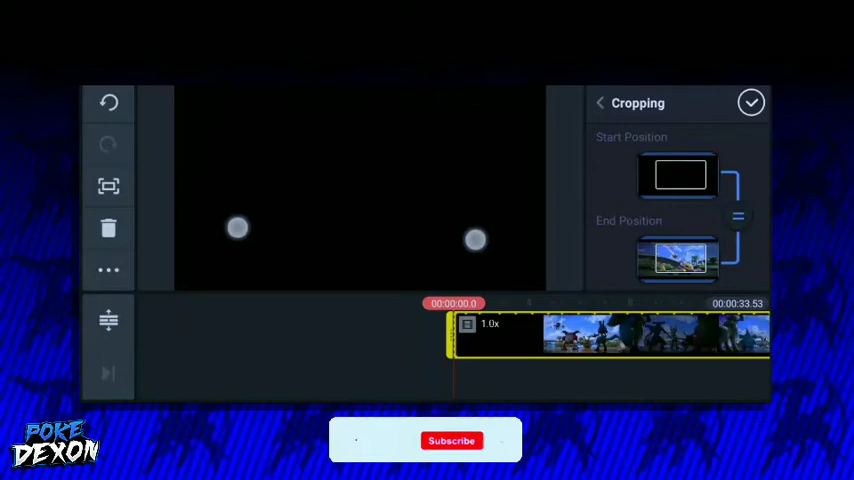 Cropping
Start Position
End Position
00:00:00.0
00:00:33.53
1.0x
POKE
DEXON
Subscribe